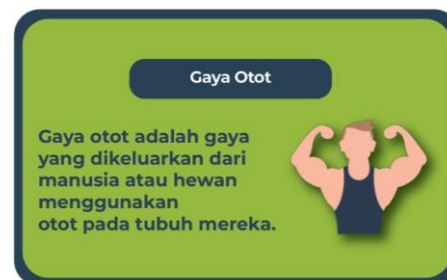 Gaya Otot
Gaya otot adalah gaya
yang dikeluarkan dari
manusia atau hewan
menggunakan
otot pada tubuh mereka.